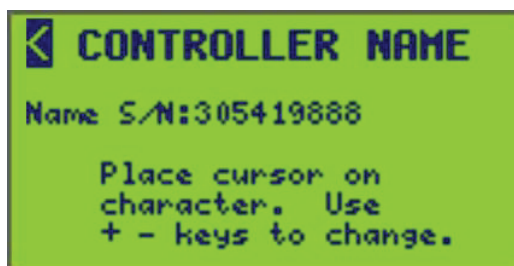 < CONTROLLER NAME
Name S/N:305419888
Place cursor on
character. Use
+ - keys to change.